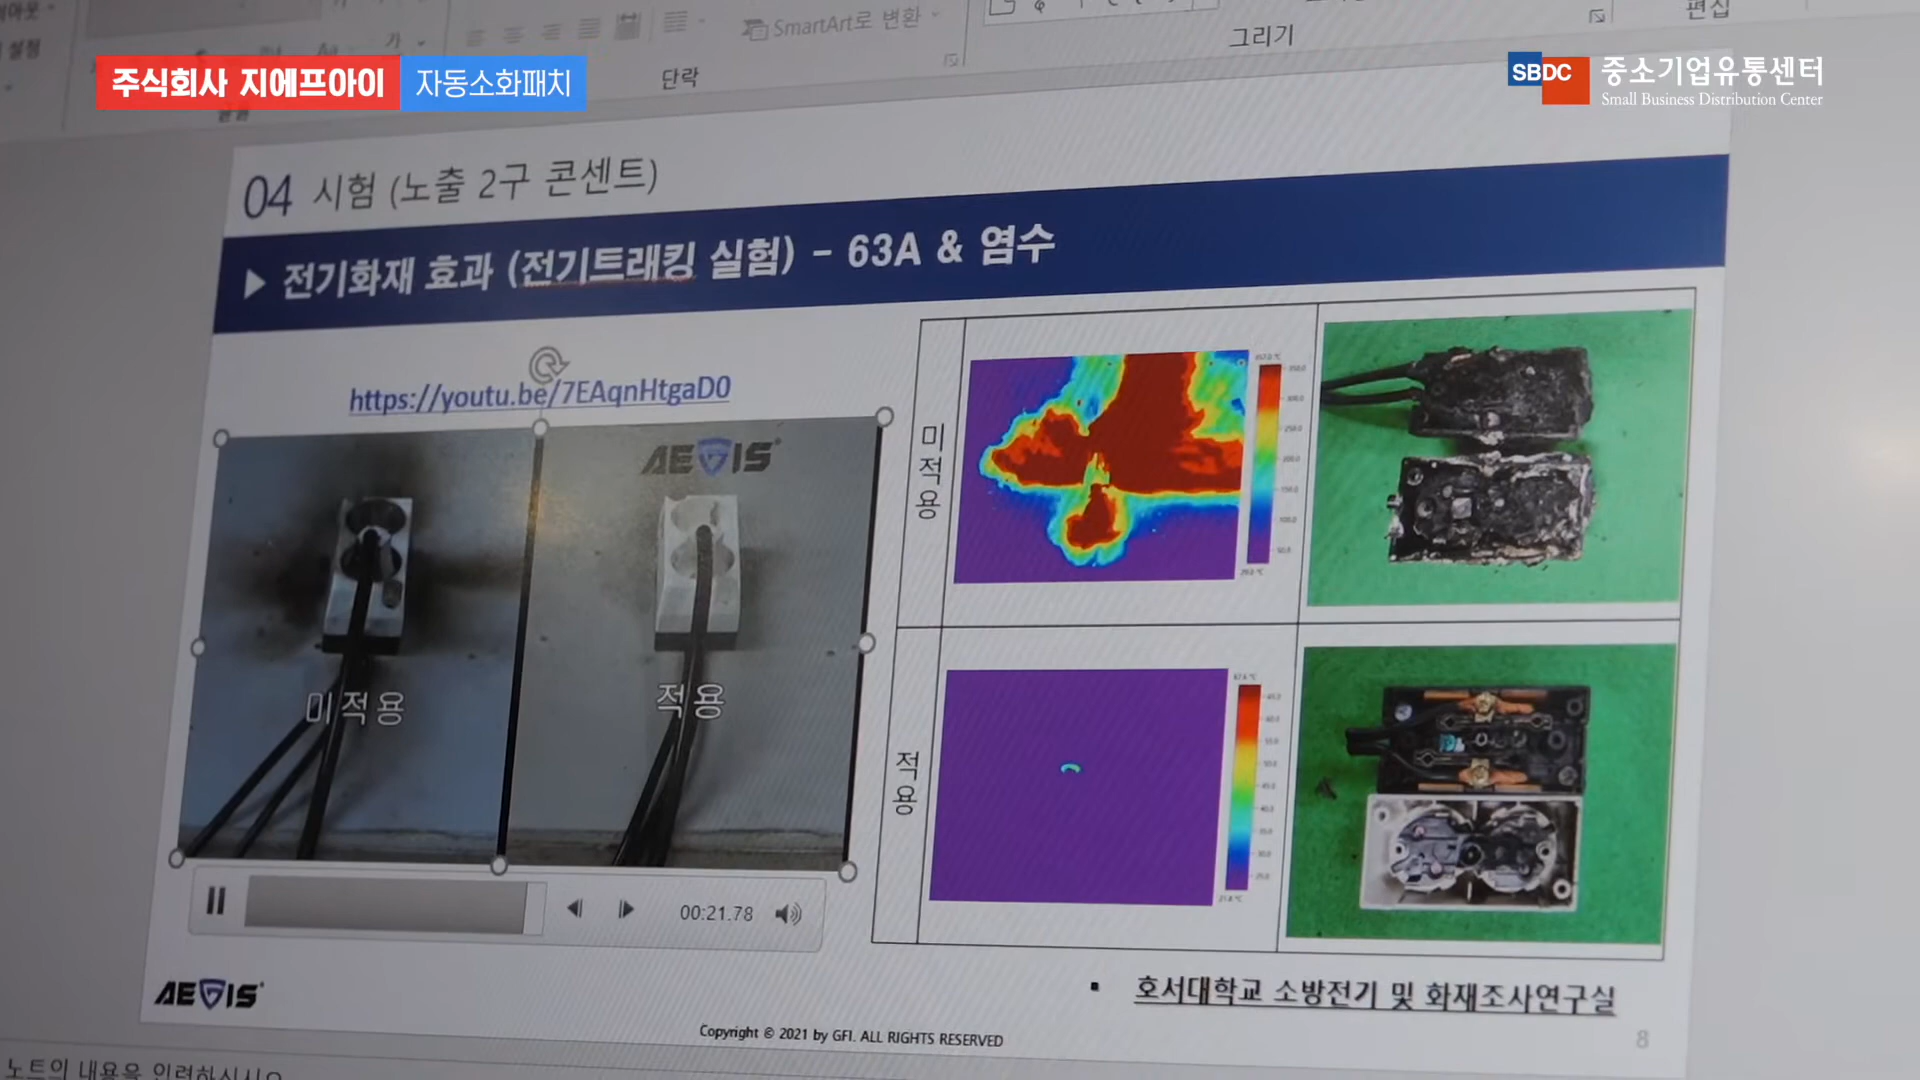 SmartArt로 변환
그리기
편집
단락
주식회사 지에프아이 자동소화패치
SBDC 중소기업유통센터
Small Business Distribution Center
04 시험 (노출 2구 콘센트)
▶ 전기화재 효과 (전기트래킹 실험) - 63A & 염수
https://youtu.be/7EAqnHtgaD0
AEGIS
미적용
적용
00:21.78
미적용
적용
▪ 호서대학교 소방전기 및 화재조사연구실
AEGIS
Copyright © 2021 by GFI. ALL RIGHTS RESERVED
8
노트의 내용을 입력하십시오